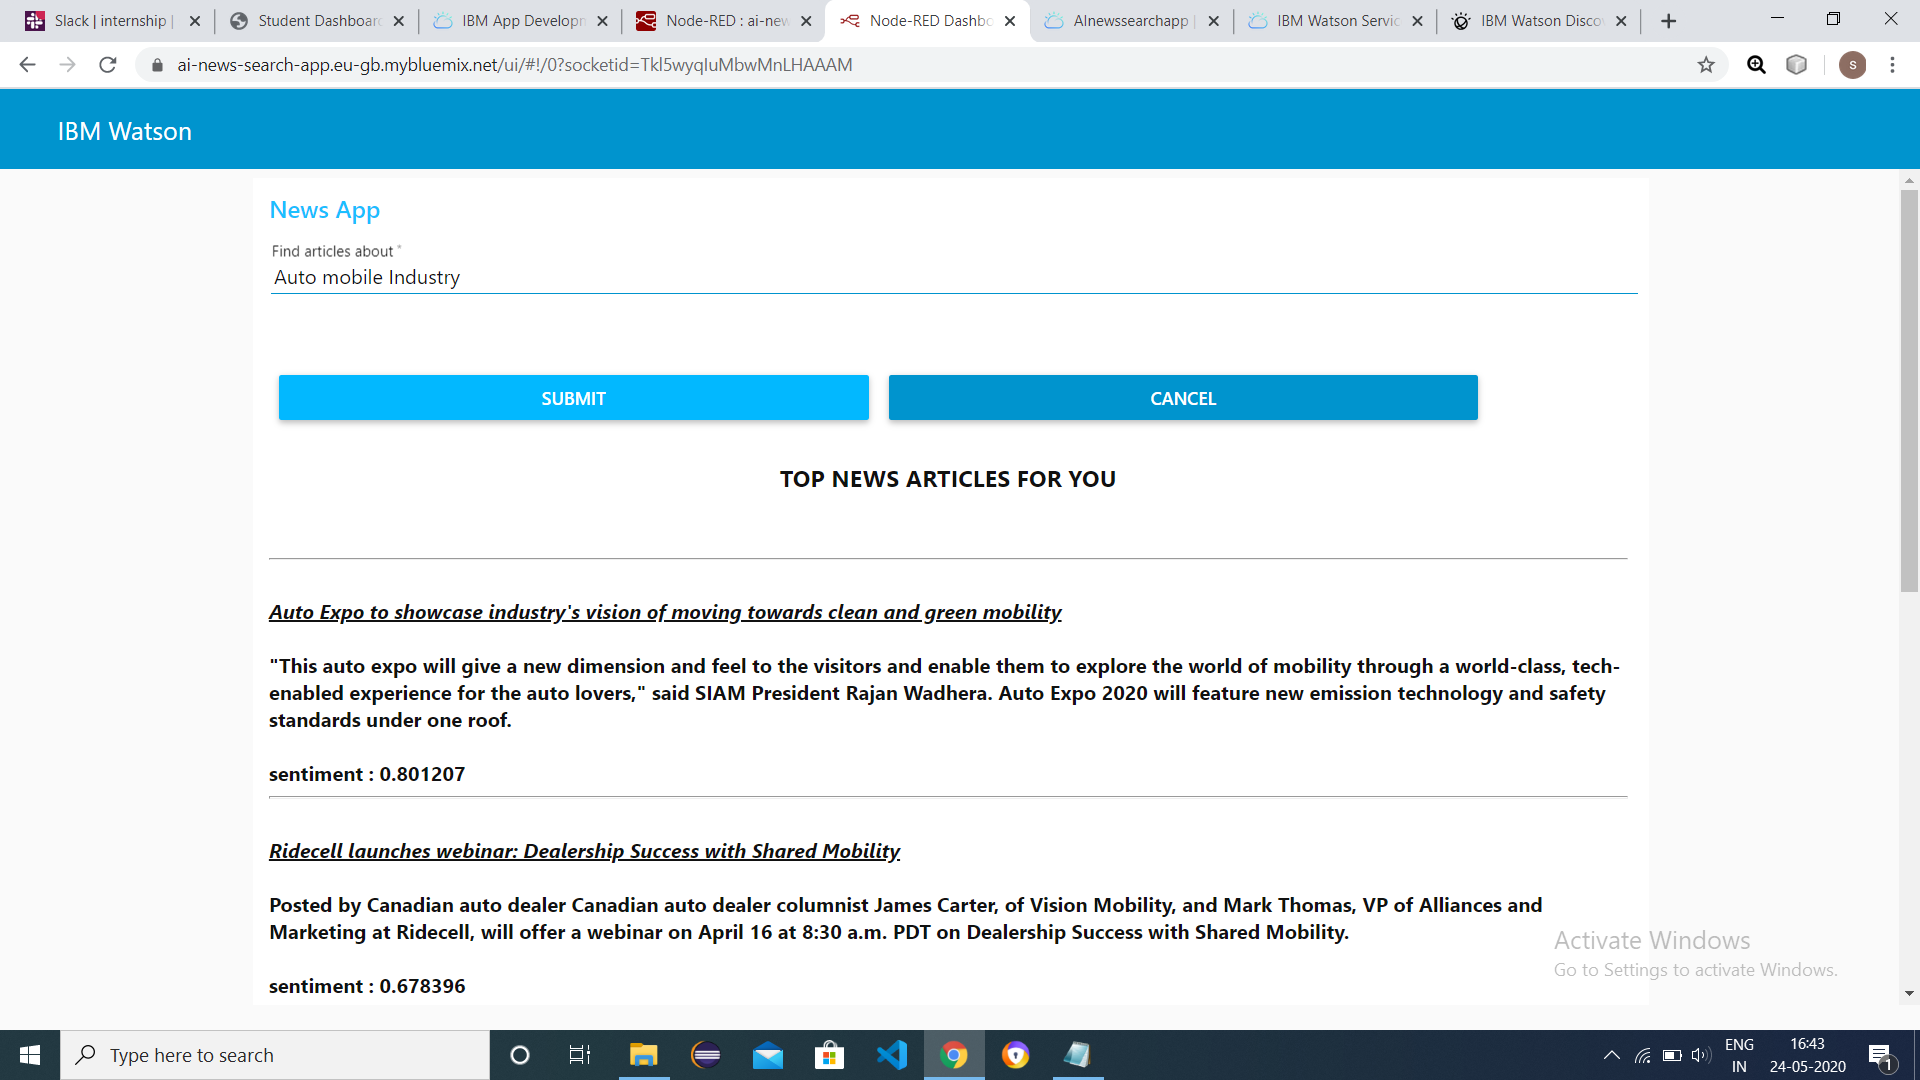 Slack | internship |
Student Dashboard
IBM App Developm
Node-RED : ai-new
Node-RED Dashbo
AInewssearchapp |
IBM Watson Servic
IBM Watson Disco
ai-news-search-app.eu-gb.mybluemix.net/ui/#!/0?socketid=Tkl5wyqIuMbwMnLHAAAM
S
IBM Watson
News App
Find articles about *
Auto mobile Industry
SUBMIT
CANCEL
TOP NEWS ARTICLES FOR YOU
Auto Expo to showcase industry's vision of moving towards clean and green mobility
"This auto expo will give a new dimension and feel to the visitors and enable them to explore the world of mobility through a world-class, tech-
enabled experience for the auto lovers," said SIAM President Rajan Wadhera. Auto Expo 2020 will feature new emission technology and safety
standards under one roof.
sentiment : 0.801207
Ridecell launches webinar: Dealership Success with Shared Mobility
Posted by Canadian auto dealer Canadian auto dealer columnist James Carter, of Vision Mobility, and Mark Thomas, VP of Alliances and
Marketing at Ridecell, will offer a webinar on April 16 at 8:30 a.m. PDT on Dealership Success with Shared Mobility.
sentiment : 0.678396
Activate Windows
Go to Settings to activate Windows.
Type here to search
ENG
IN
16:43
24-05-2020
1